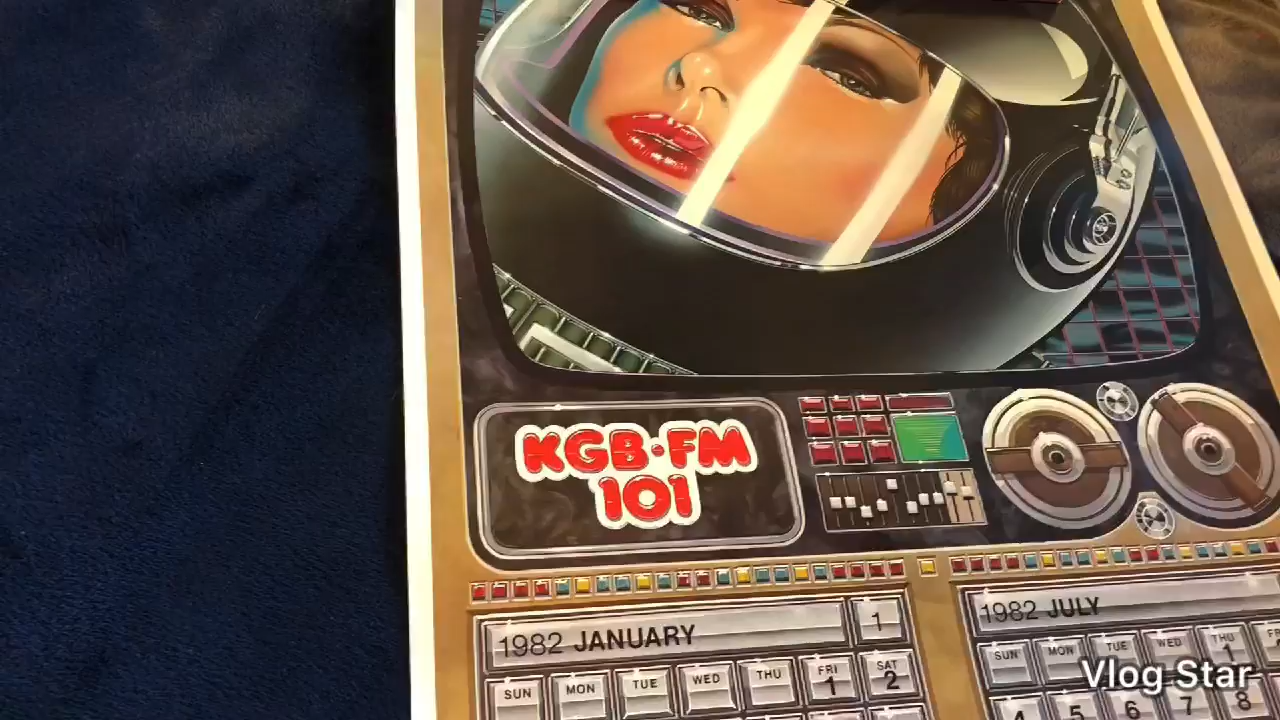 KGB·FM
101
1982 JANUARY 1
SUN MON TUE WED THU FRI 1 SAT 2
1982 JULY
SUN MON TUE WED THU 1
4 5 6 7 8
Vlog Star